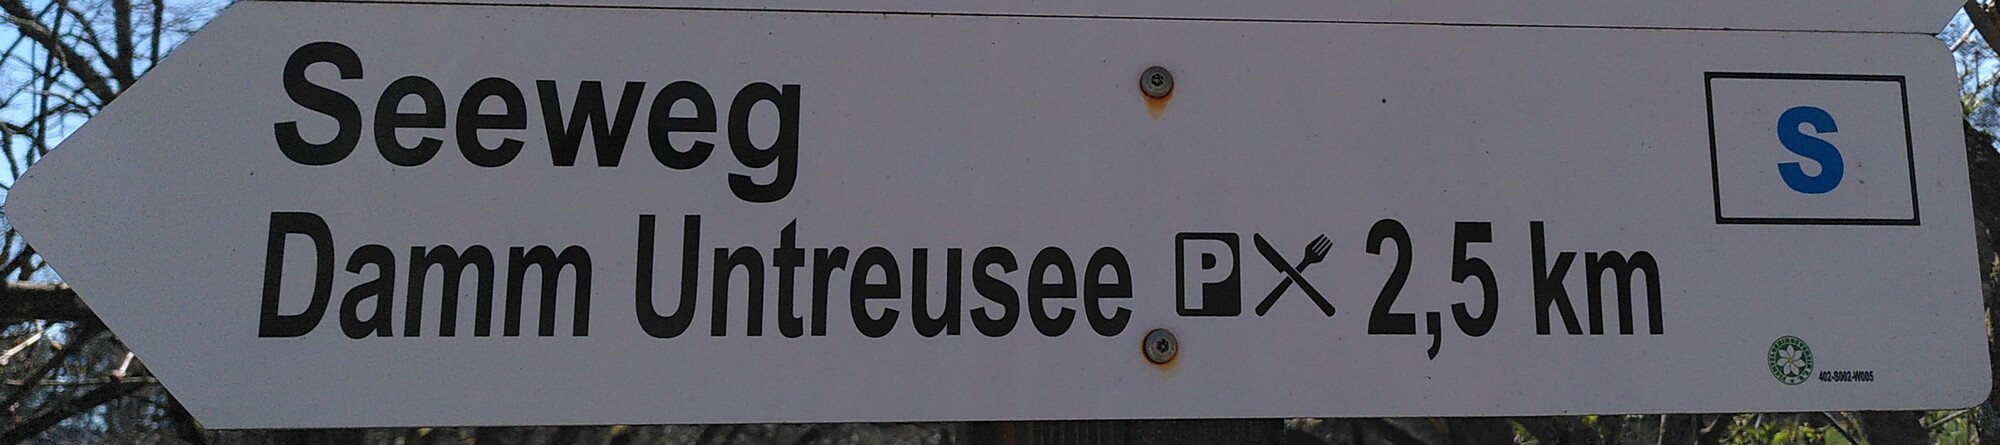 Seeweg
S
Damm Untreusee P 2,5 km
402-S002-W005